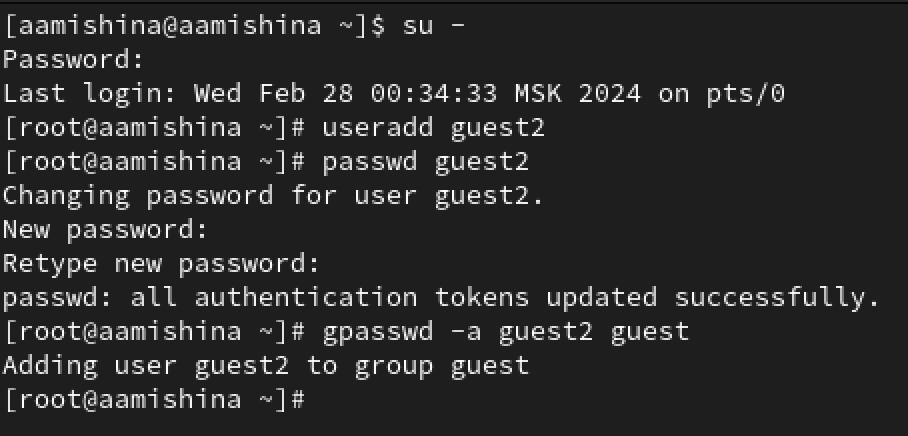 [aamishina@aamishina ~]$ su -
Password:
Last login: Wed Feb 28 00:34:33 MSK 2024 on pts/0
[root@aamishina ~]# useradd guest2
[root@aamishina ~]# passwd guest2
Changing password for user guest2.
New password:
Retype new password:
passwd: all authentication tokens updated successfully.
[root@aamishina ~]# gpasswd -a guest2 guest
Adding user guest2 to group guest
[root@aamishina ~]#